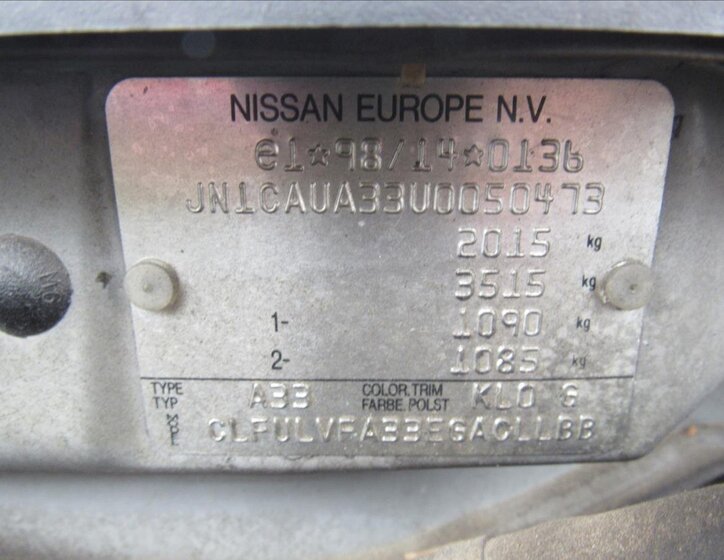 NISSAN EUROPE N.V.
e1*98/14*0136
JN1CAUA33U0050473
2015 kg
3515 kg
1- 1090 kg
2- 1085 kg
TYPE TYP A33 COLOR.TRIM FARBE.POLST KL0 G